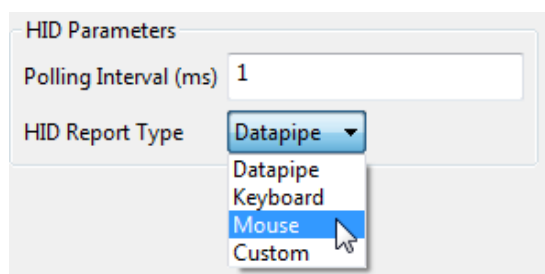 HID Parameters
Polling Interval (ms) 1
HID Report Type Datapipe
Datapipe
Keyboard
Mouse
Custom